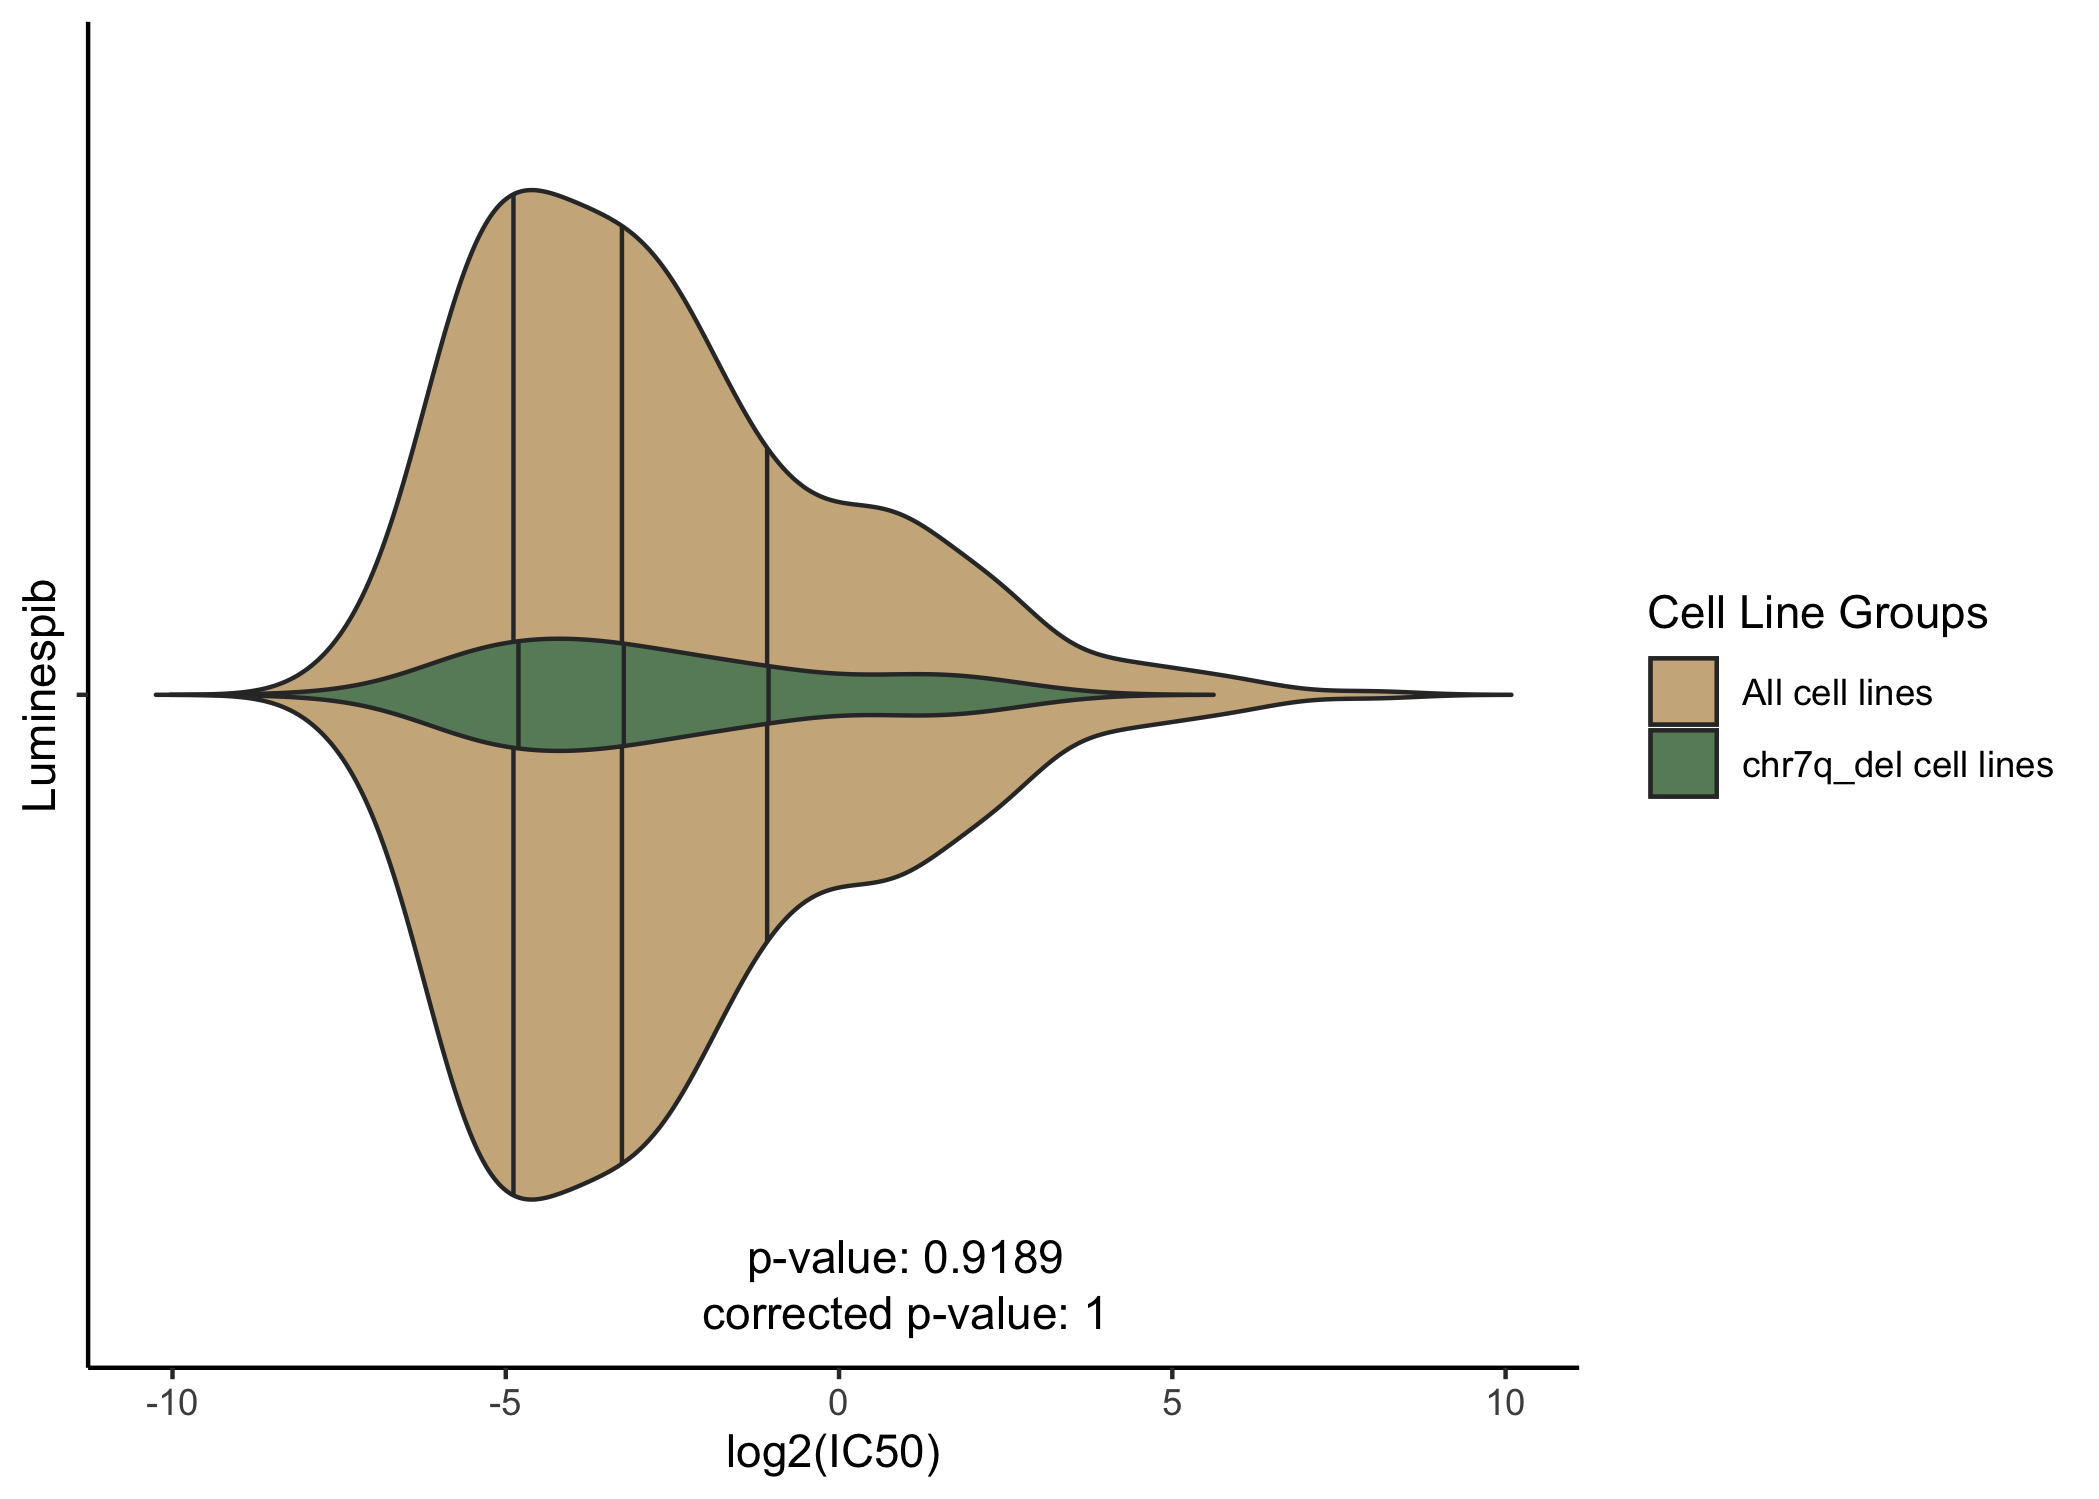 Luminespib
p-value: 0.9189
corrected p-value: 1
-10
-5
0
5
10
log2(IC50)
Cell Line Groups
All cell lines
chr7q_del cell lines